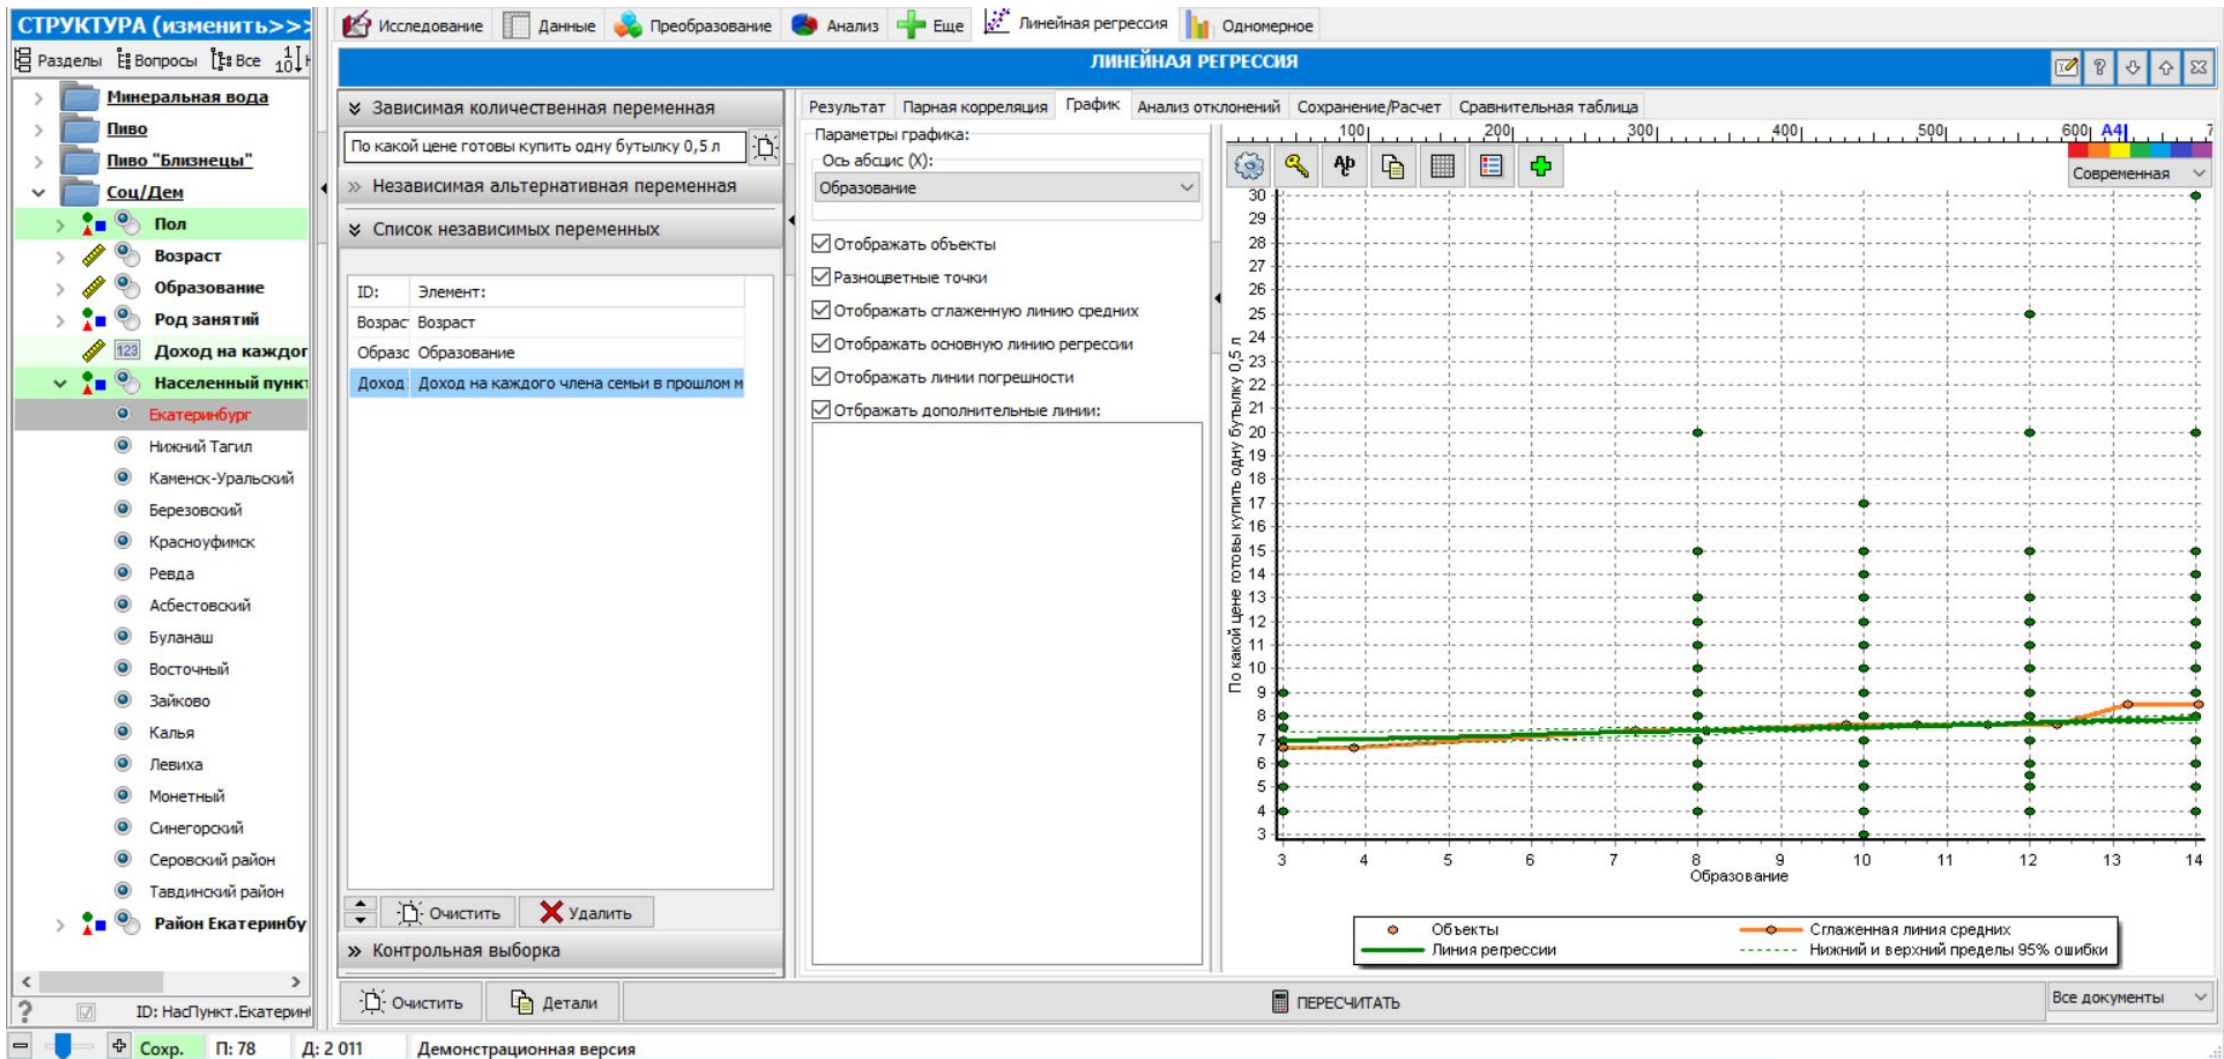 СТРУКТУРА (изменить>>>
Исследование Данные Преобразование Анализ Еще Линейная регрессия Одномерное
Разделы Вопросы Все
ЛИНЕЙНАЯ РЕГРЕССИЯ
Минеральная вода
Пиво
Пиво "Близнецы"
Соц/Дем
Пол
Возраст
Образование
Род занятий
123 Доход на каждог
Населенный пункт
Екатеринбург
Нижний Тагил
Каменск-Уральский
Березовский
Красноуфимск
Ревда
Асбестовский
Буланаш
Восточный
Зайково
Калья
Левиха
Монетный
Синегорский
Серовский район
Тавдинский район
Район Екатеринбу
ID: НасПункт.Екатерин
Зависимая количественная переменная
По какой цене готовы купить одну бутылку 0,5 л
Независимая альтернативная переменная
Список независимых переменных
ID: Элемент:
Возрас Возраст
Образс Образование
Доход Доход на каждого члена семьи в прошлом м
Очистить Удалить
Контрольная выборка
Результат Парная корреляция График Анализ отклонений Сохранение/Расчет Сравнительная таблица
Параметры графика:
Ось абсцис (X):
Образование
Отображать объекты
Разноцветные точки
Отображать сглаженную линию средних
Отображать основную линию регрессии
Отображать линии погрешности
Отбражать дополнительные линии:
100 200 300 400 500 600 A4 7
Современная
30
29
28
27
26
25
24
23
22
21
20
19
18
17
16
15
14
13
12
11
10
9
8
7
6
5
4
3
По какой цене готовы купить одну бутылку 0,5 л
3 4 5 6 7 8 9 10 11 12 13 14
Образование
Объекты Сглаженная линия средних
Линия регрессии Нижний и верхний пределы 95% ошибки
Очистить Детали ПЕРЕСЧИТАТЬ Все документы
Сохр. П: 78 Д: 2 011 Демонстрационная версия